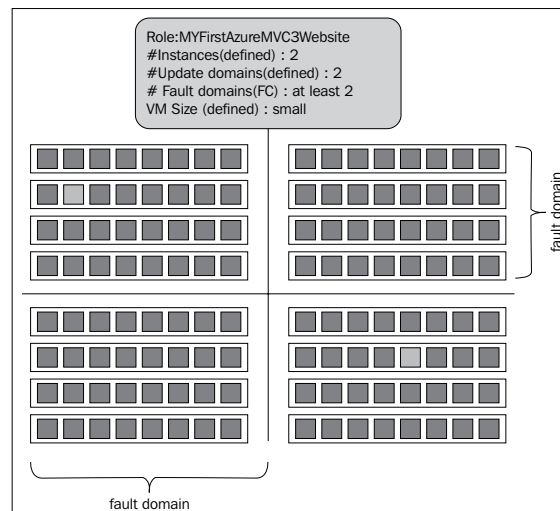 Role:MYFirstAzureMVC3Website
#Instances(defined) : 2
#Update domains(defined) : 2
# Fault domains(FC) : at least 2
VM Size (defined) : small
fault domain
fault domain